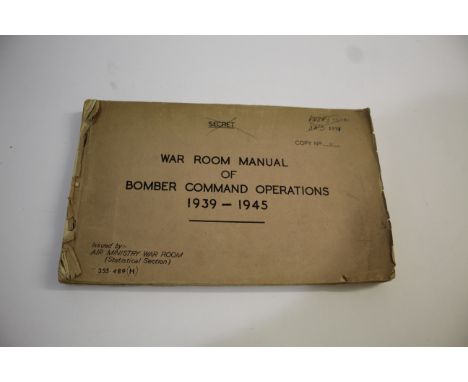 SECRET
COPY Nº
WAR ROOM MANUAL
OF
BOMBER COMMAND OPERATIONS
1939 — 1945
Issued by:-
AIR MINISTRY WAR ROOM
(Statistical Section)
355·489(H)